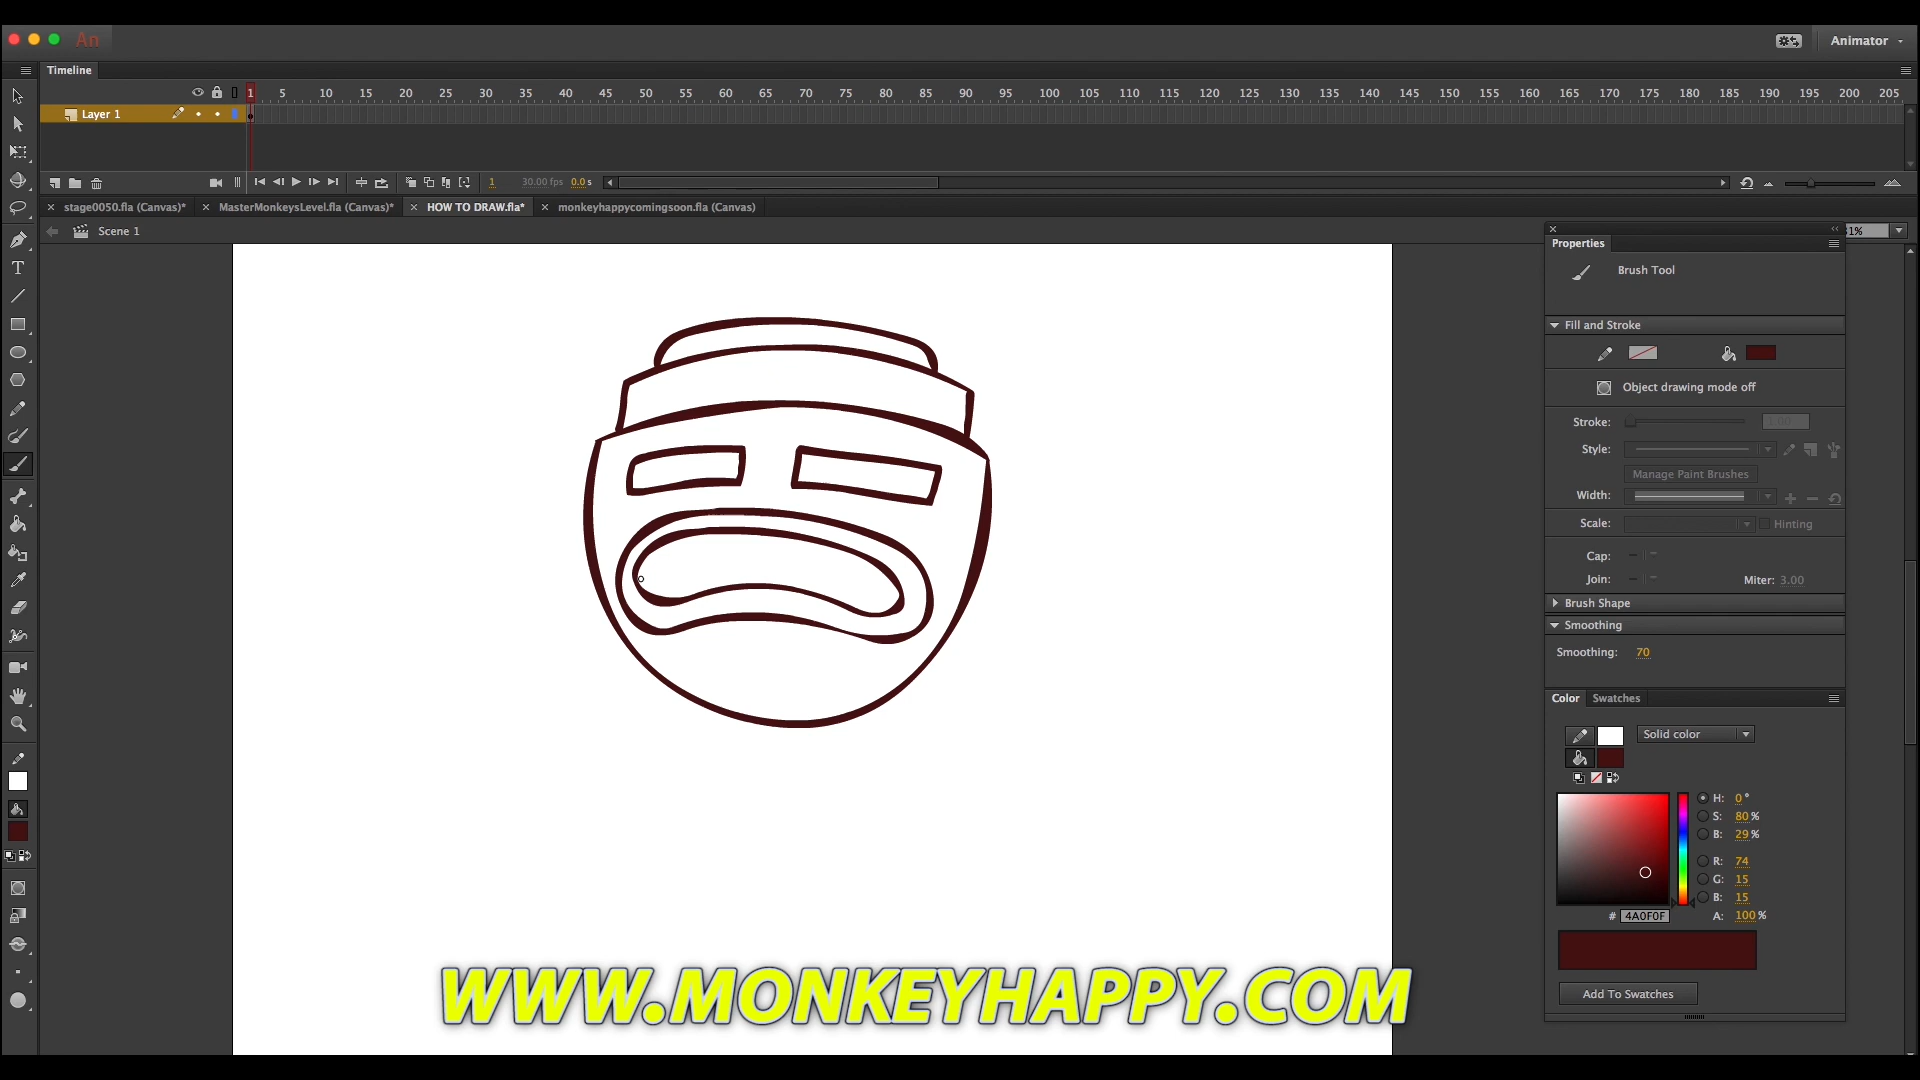 An
Animator
Timeline
1 5 10 15 20 25 30 35 40 45 50 55 60 65 70 75 80 85 90 95 100 105 110 115 120 125 130 135 140 145 150 155 160 165 170 175 180 185 190 195 200 205
Layer 1
1 30.00 fps 0.0 s
stage0050.fla (Canvas)* MasterMonkeysLevel.fla (Canvas)* HOW TO DRAW.fla* monkeyhappycomingsoon.fla (Canvas)
Scene 1
1%
Properties
Brush Tool
Fill and Stroke
Object drawing mode off
Stroke: 1.00
Style:
Manage Paint Brushes
Width:
Scale: Hinting
Cap:
Join: Miter: 3.00
Brush Shape
Smoothing
Smoothing: 70
Color Swatches
Solid color
H: 0 °
S: 80 %
B: 29 %
R: 74
G: 15
B: 15
# 4A0F0F A: 100 %
Add To Swatches
WWW.MONKEYHAPPY.COM